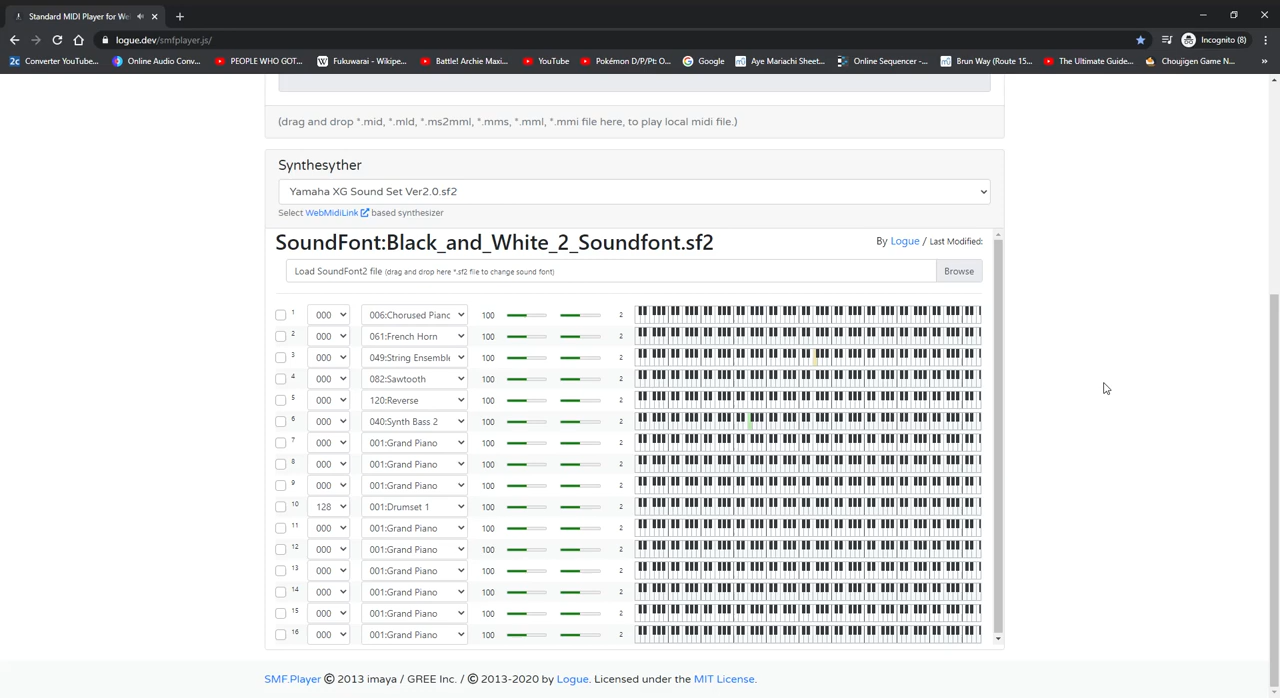 Standard MIDI Player for We
logue.dev/smfplayer.js/
Incognito (8)
Converter YouTube...
Online Audio Conv...
PEOPLE WHO GOT...
Fukuwarai - Wikipe...
Battle! Archie Maxi...
YouTube
Pokémon D/P/Pt: O...
Google
Aye Mariachi Sheet...
Online Sequencer -...
Brun Way (Route 15...
The Ultimate Guide...
Choujigen Game N...
»
(drag and drop *.mid, *.mld, *.ms2mml, *.mms, *.mml, *.mmi file here, to play local midi file.)
Synthesyther
Yamaha XG Sound Set Ver2.0.sf2
Select WebMidiLink based synthesizer
SoundFont:Black_and_White_2_Soundfont.sf2
By Logue / Last Modified:
Load SoundFont2 file (drag and drop here *.sf2 file to change sound font)
Browse
1 000 006:Chorused Piano 100 2
2 000 061:French Horn 100 2
3 000 049:String Ensemble 100 2
4 000 082:Sawtooth 100 2
5 000 120:Reverse 100 2
6 000 040:Synth Bass 2 100 2
7 000 001:Grand Piano 100 2
8 000 001:Grand Piano 100 2
9 000 001:Grand Piano 100 2
10 128 001:Drumset 1 100 2
11 000 001:Grand Piano 100 2
12 000 001:Grand Piano 100 2
13 000 001:Grand Piano 100 2
14 000 001:Grand Piano 100 2
15 000 001:Grand Piano 100 2
16 000 001:Grand Piano 100 2
SMF.Player © 2013 imaya / GREE Inc. / © 2013-2020 by Logue. Licensed under the MIT License.